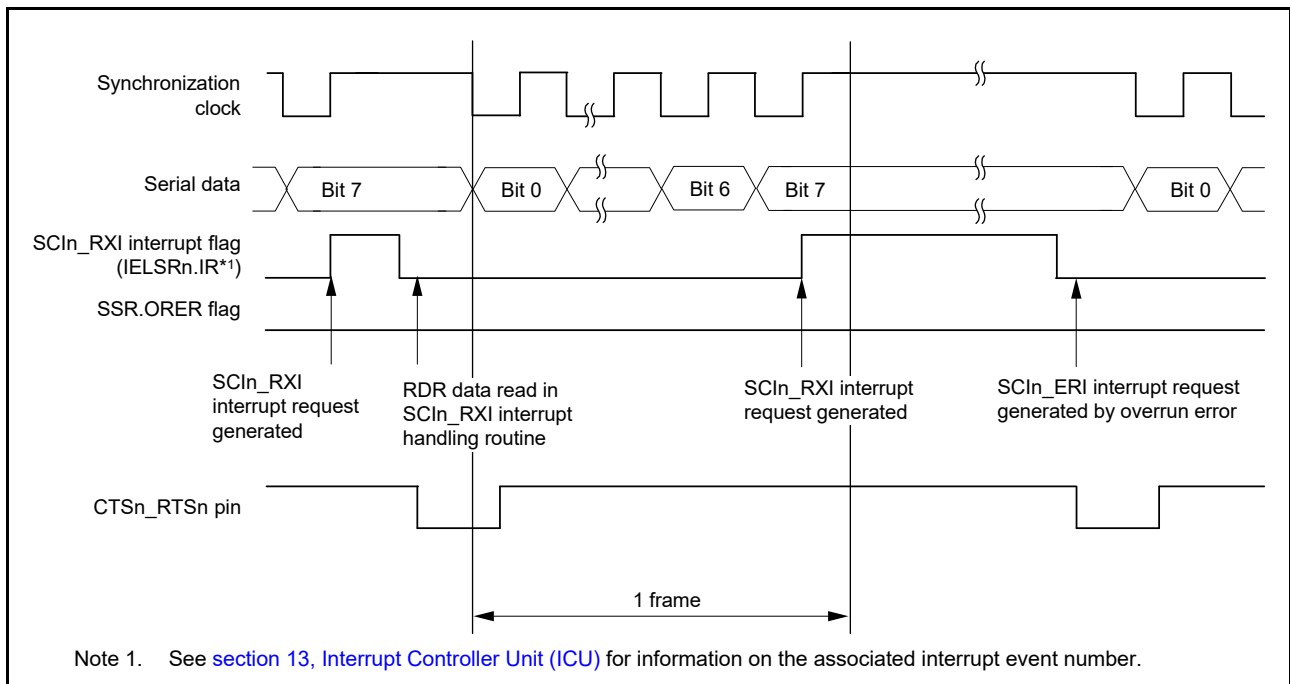 Synchronization
clock
Serial data
Bit 7
Bit 0
Bit 6
Bit 7
Bit 0
SCIn_RXI interrupt flag
(IELSRn.IR*1)
SSR.ORER flag
SCIn_RXI
interrupt request
generated
RDR data read in
SCIn_RXI interrupt
handling routine
SCIn_RXI interrupt
request generated
SCIn_ERI interrupt request
generated by overrun error
CTSn_RTSn pin
1 frame
Note 1. See section 13, Interrupt Controller Unit (ICU) for information on the associated interrupt event number.